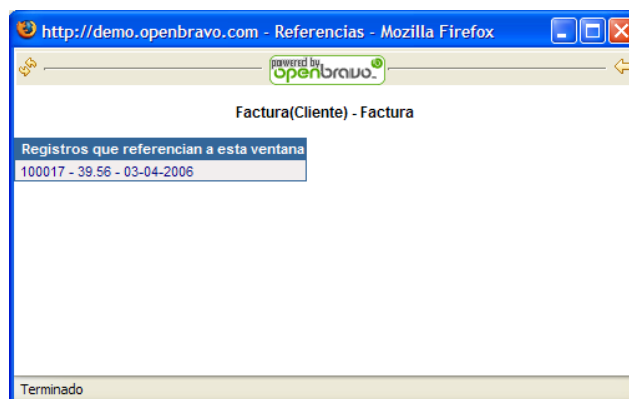 http://demo.openbravo.com - Referencias - Mozilla Firefox
powered by
openbravo
Factura(Cliente) - Factura
Registros que referencian a esta ventana
100017 - 39.56 - 03-04-2006
Terminado